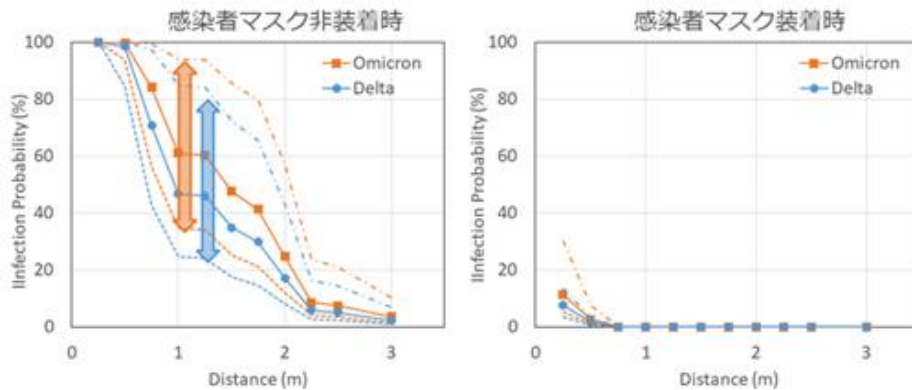 感染者マスク非装着時
100
80
60
40
20
0
IInfection Probability (%)
0
1
2
3
Distance (m)
Omicron
Delta
感染者マスク装着時
100
80
60
40
20
0
IInfection Probability (%)
0
1
2
3
Distance (m)
Omicron
Delta